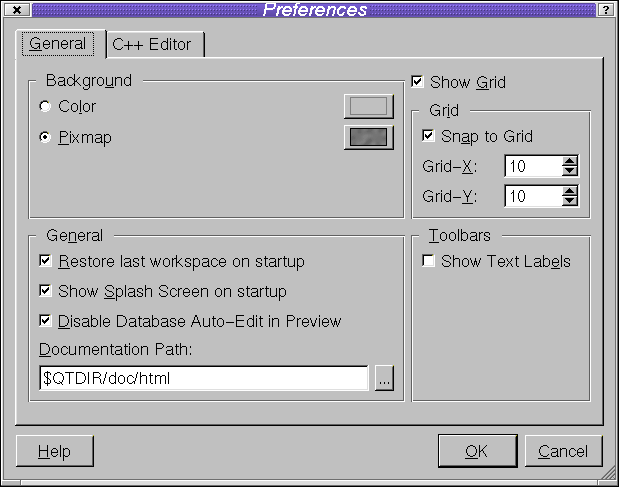 Preferences
General
C++ Editor
Background
Color
Pixmap
Show Grid
Grid
Snap to Grid
Grid-X: 10
Grid-Y: 10
General
Restore last workspace on startup
Show Splash Screen on startup
Disable Database Auto-Edit in Preview
Documentation Path:
$QTDIR/doc/html
...
Toolbars
Show Text Labels
Help
OK
Cancel